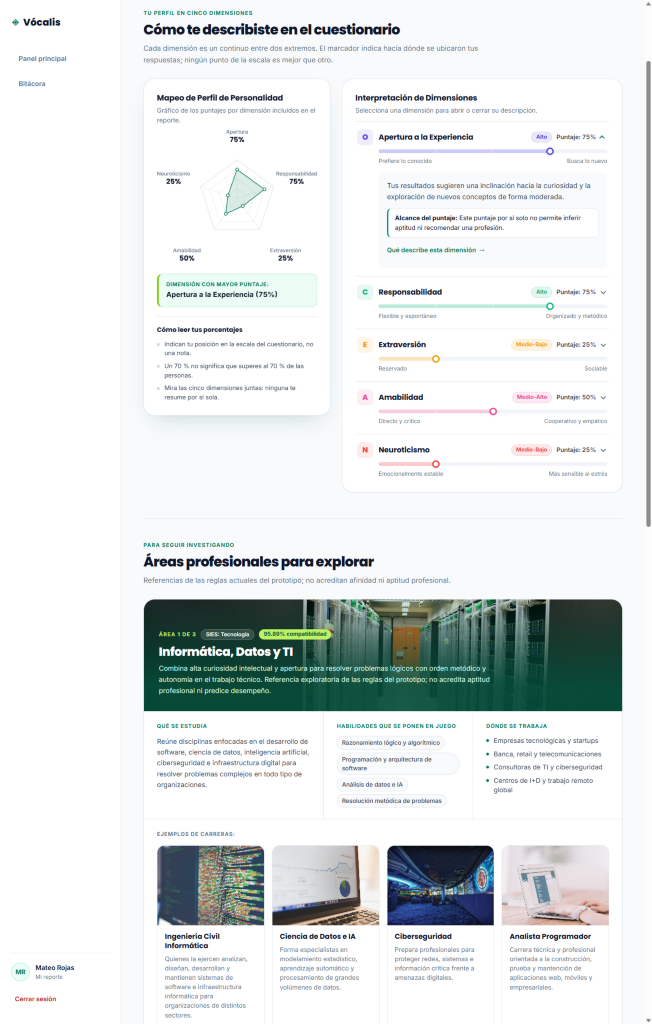 Vócalis
Panel principal
Bitácora
TU PERFIL EN CINCO DIMENSIONES
Cómo te describiste en el cuestionario
Cada dimensión es un continuo entre dos extremos. El marcador indica hacia dónde se ubicaron tus
respuestas; ningún punto de la escala es mejor que otro.
Mapeo de Perfil de Personalidad
Gráfico de los puntajes por dimensión incluidos en el
reporte.
Apertura
75%
Neuroticismo
25%
Responsabilidad
75%
Amabilidad
50%
Extraversión
25%
DIMENSIÓN CON MAYOR PUNTAJE:
Apertura a la Experiencia (75%)
Cómo leer tus porcentajes
Indican tu posición en la escala del cuestionario, no
una nota.
Un 70 % no significa que superes al 70 % de las
personas.
Mira las cinco dimensiones juntas: ninguna te
resume por sí sola.
Interpretación de Dimensiones
Selecciona una dimensión para abrir o cerrar su descripción.
O Apertura a la Experiencia Alto Puntaje: 75%
Prefiere lo conocido Busca lo nuevo
Tus resultados sugieren una inclinación hacia la curiosidad y la
exploración de nuevos conceptos de forma moderada.
Alcance del puntaje: Este puntaje por sí solo no permite inferir
aptitud ni recomendar una profesión.
Qué describe esta dimensión →
C Responsabilidad Alto Puntaje: 75%
Flexible y espontáneo Organizado y metódico
E Extraversión Medio-Bajo Puntaje: 25%
Reservado Sociable
A Amabilidad Medio-Alto Puntaje: 50%
Directo y crítico Cooperativo y empático
N Neuroticismo Medio-Bajo Puntaje: 25%
Emocionalmente estable Más sensible al estrés
PARA SEGUIR INVESTIGANDO
Áreas profesionales para explorar
Referencias de las reglas actuales del prototipo; no acreditan afinidad ni aptitud profesional.
ÁREA 1 DE 3 SIES: Tecnología 95.89% compatibilidad
Informática, Datos y TI
Combina alta curiosidad intelectual y apertura para resolver problemas lógicos con orden metódico y
autonomía en el trabajo técnico. Referencia exploratoria de las reglas del prototipo; no acredita aptitud
profesional ni predice desempeño.
QUÉ SE ESTUDIA
Reúne disciplinas enfocadas en el desarrollo de
software, ciencia de datos, inteligencia artificial,
ciberseguridad e infraestructura digital para
resolver problemas complejos en todo tipo de
organizaciones.
HABILIDADES QUE SE PONEN EN JUEGO
Razonamiento lógico y algorítmico
Programación y arquitectura de
software
Análisis de datos e IA
Resolución metódica de problemas
DÓNDE SE TRABAJA
Empresas tecnológicas y startups
Banca, retail y telecomunicaciones
Consultoras de TI y ciberseguridad
Centros de I+D y trabajo remoto
global
EJEMPLOS DE CARRERAS:
Ingeniería Civil
Informática
Quienes la ejercen analizan,
diseñan, desarrollan y
mantienen sistemas de
software e infraestructura
informática para
organizaciones de distintos
sectores.
Ciencia de Datos e IA
Forma especialistas en
modelamiento estadístico,
aprendizaje automático y
procesamiento de grandes
volúmenes de datos.
Ciberseguridad
Prepara profesionales para
proteger redes, sistemas e
información crítica frente a
amenazas digitales.
Analista Programador
Carrera técnica y profesional
orientada a la construcción,
prueba y mantención de
aplicaciones web, móviles y
empresariales.
MR
Mateo Rojas
Mi reporte
Cerrar sesión